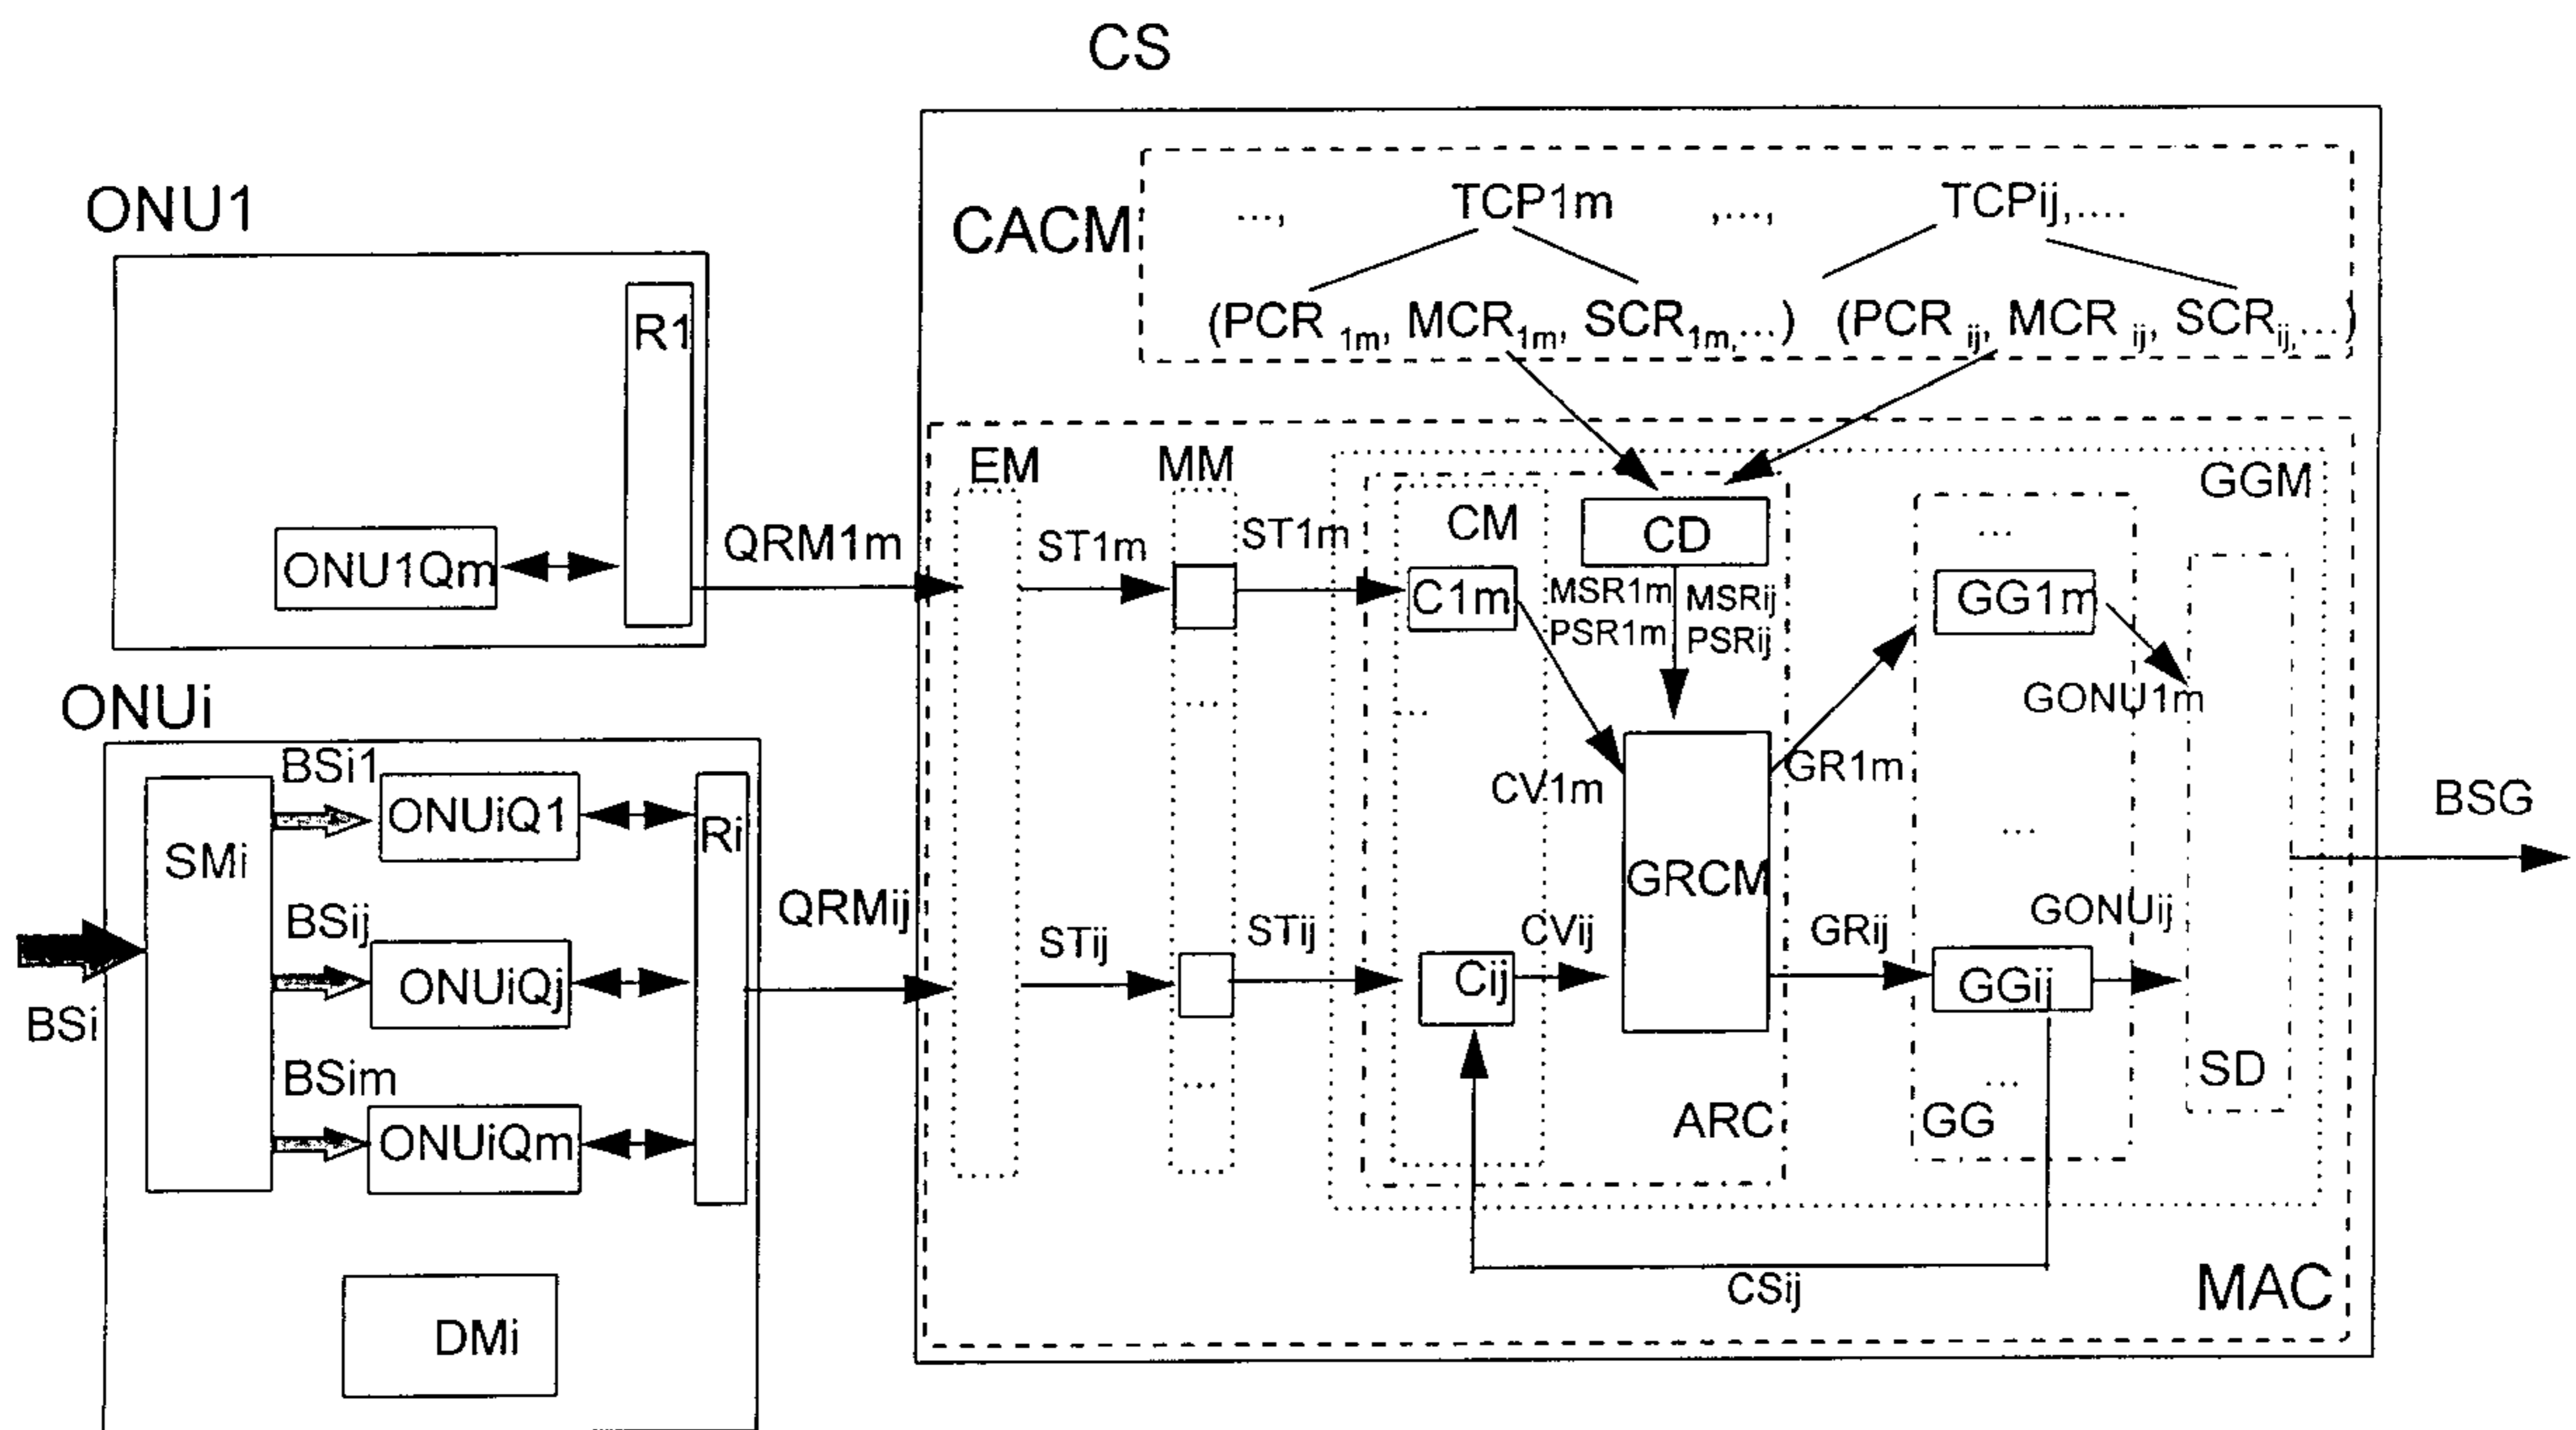 CS
ONU1
R1
ONU1Qm
QRM1m
CACM
..., TCP1m ,..., TCPij,....
(PCR 1m, MCR1m, SCR1m,...) (PCR ij, MCR ij, SCRij,...)
EM
MM
GGM
CM
CD
ST1m
ST1m
C1m
MSR1m
PSR1m
MSRij
PSRij
...
GG1m
GONU1m
...
...
CV1m
GR1m
GRCM
...
BSG
ONUi
BSi1
ONUiQ1
SMi
Ri
BSij
ONUiQj
BSi
BSim
ONUiQm
DMi
QRMij
STij
STij
CVij
GRij
GONUij
Cij
GGij
...
...
SD
ARC
GG
CSij
MAC